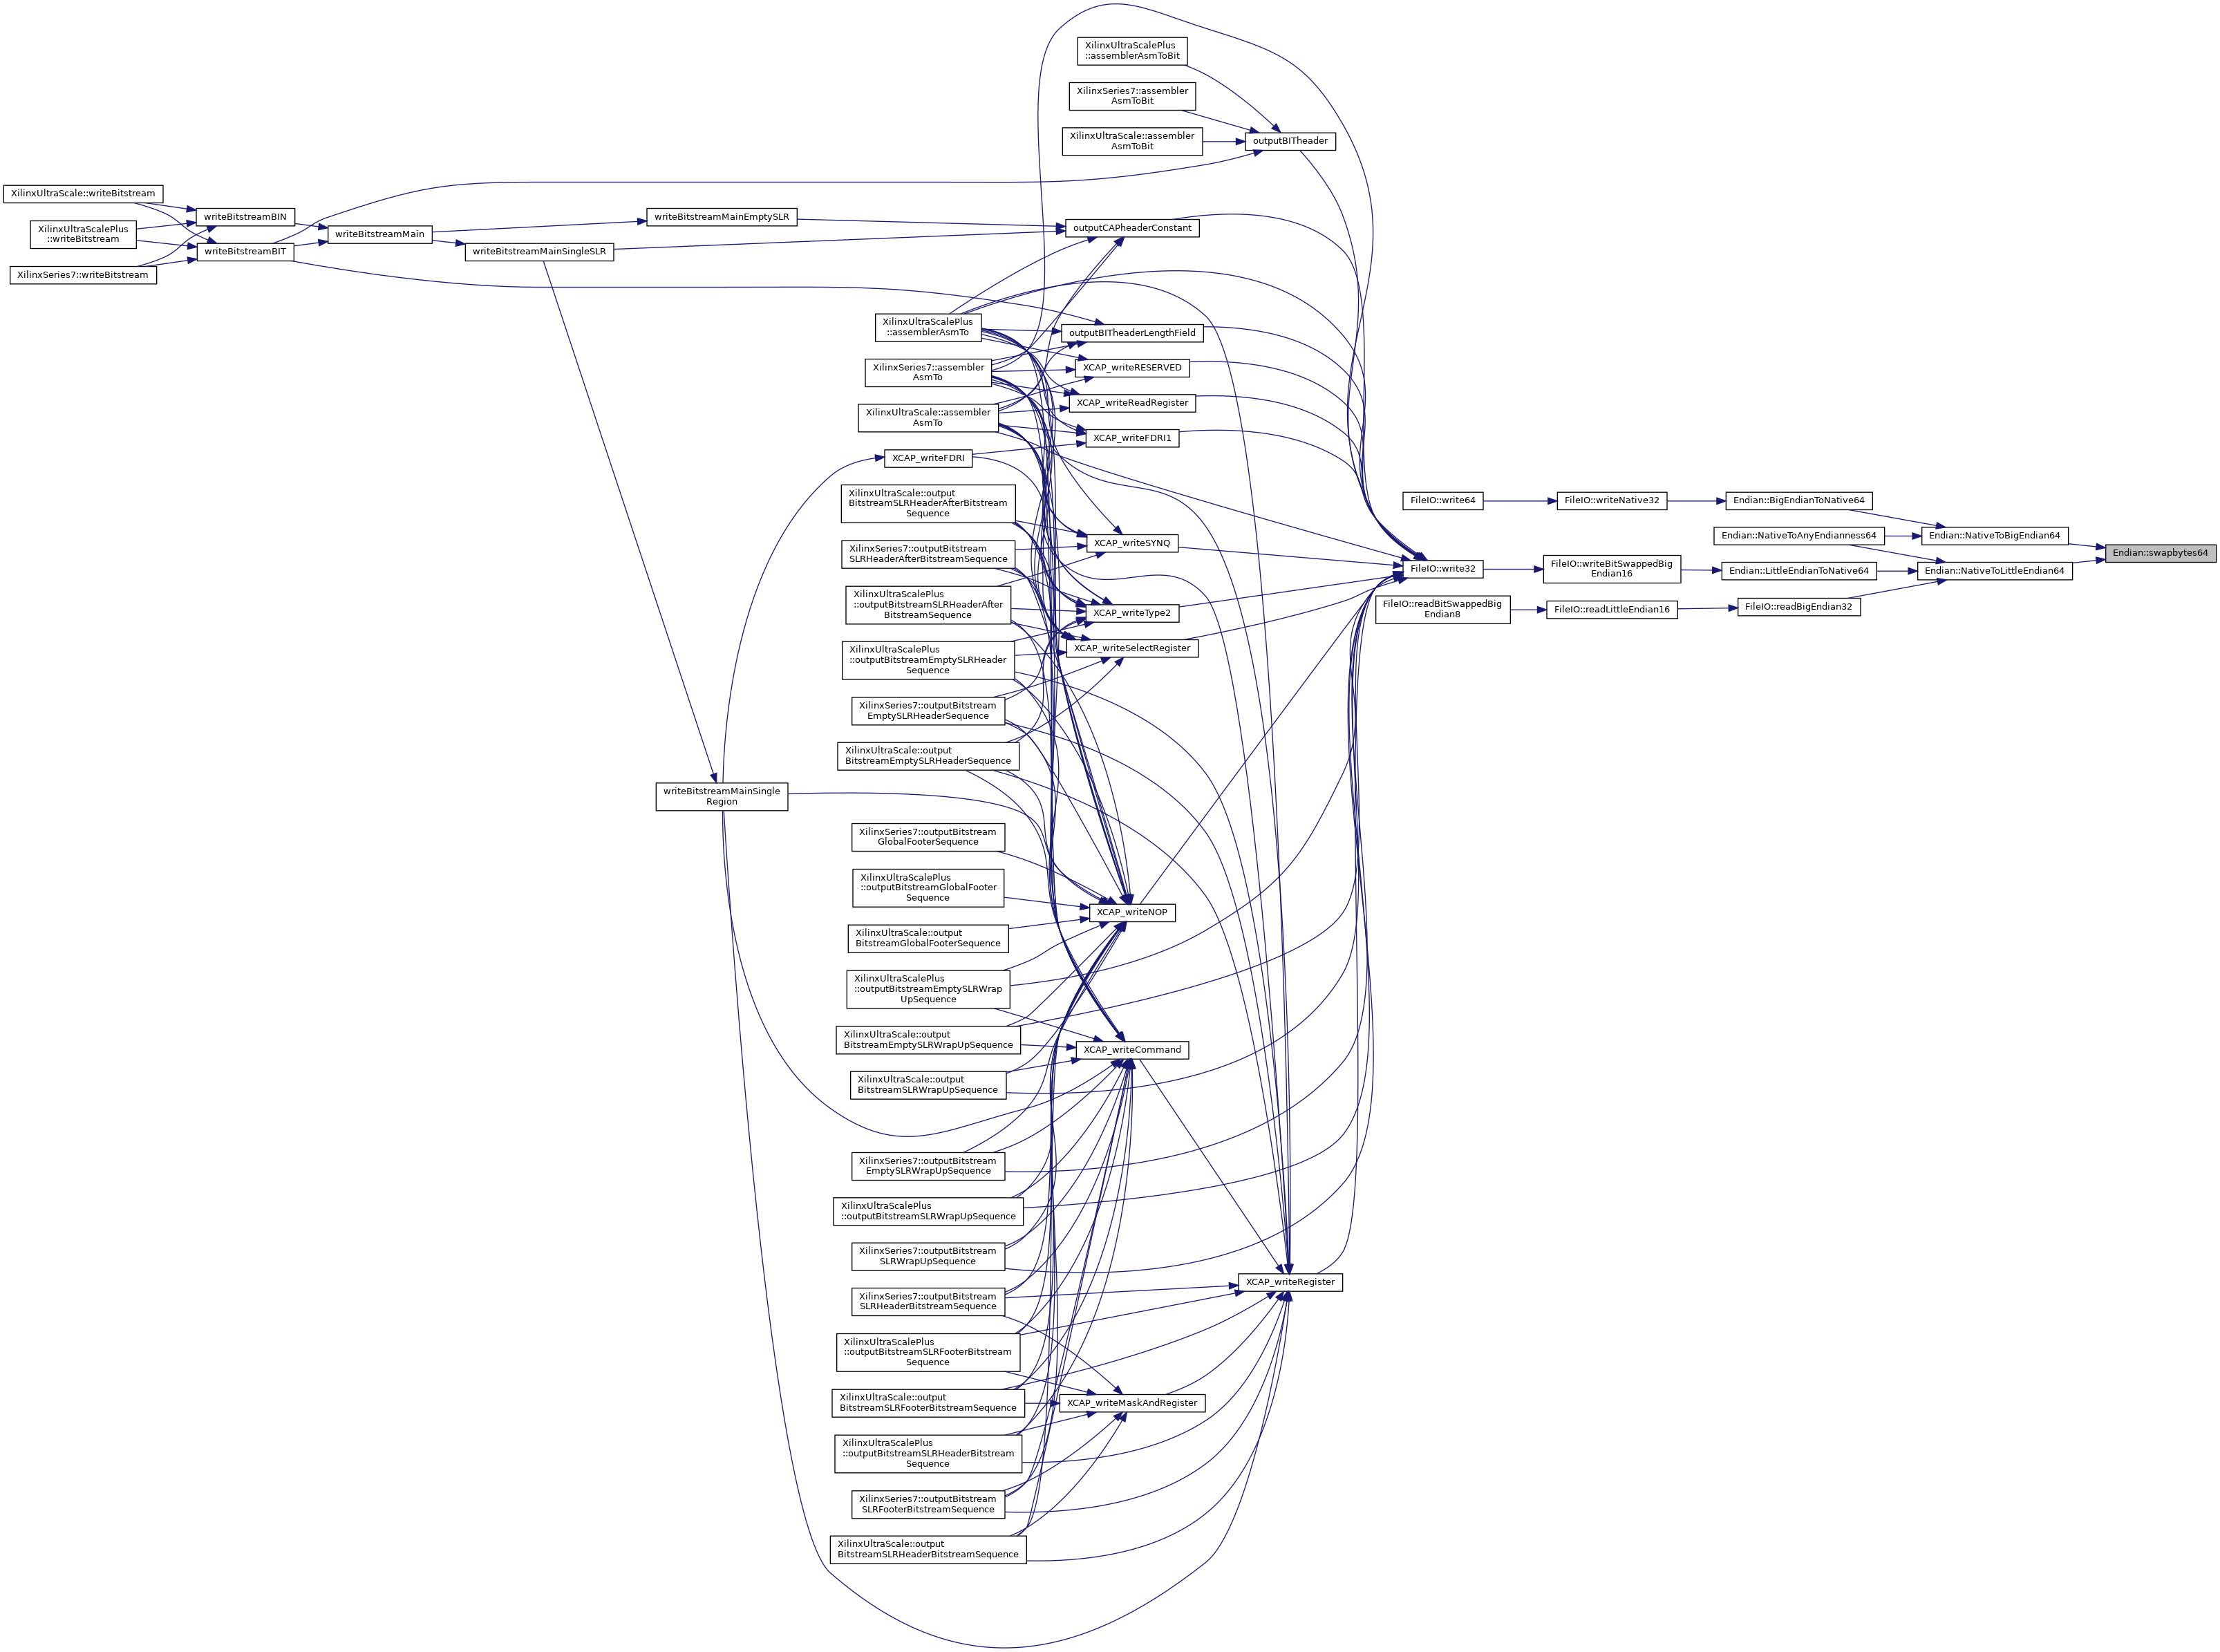 XilinxUltraScalePlus
::assemblerAsmToBit
XilinxSeries7::assembler
AsmToBit
XilinxUltraScale::assembler
AsmToBit
outputBITheader
XilinxUltraScale::writeBitstream
XilinxUltraScalePlus
::writeBitstream
XilinxSeries7::writeBitstream
writeBitstreamBIN
writeBitstreamBIT
writeBitstreamMain
writeBitstreamMainEmptySLR
writeBitstreamMainSingleSLR
outputCAPheaderConstant
XilinxUltraScalePlus
::assemblerAsmTo
XilinxSeries7::assembler
AsmTo
XilinxUltraScale::assembler
AsmTo
XCAP_writeFDRI
outputBITheaderLengthField
XCAP_writeRESERVED
XCAP_writeReadRegister
XCAP_writeFDRI1
XilinxUltraScale::output
BitstreamSLRHeaderAfterBitstream
Sequence
XilinxSeries7::outputBitstream
SLRHeaderAfterBitstreamSequence
XilinxUltraScalePlus
::outputBitstreamSLRHeaderAfter
BitstreamSequence
XilinxUltraScalePlus
::outputBitstreamEmptySLRHeader
Sequence
XilinxSeries7::outputBitstream
EmptySLRHeaderSequence
XilinxUltraScale::output
BitstreamEmptySLRHeaderSequence
XCAP_writeSYNQ
XCAP_writeType2
XCAP_writeSelectRegister
FileIO::write64
FileIO::writeNative32
Endian::BigEndianToNative64
Endian::NativeToAnyEndianness64
Endian::NativeToBigEndian64
Endian::swapbytes64
FileIO::write32
FileIO::writeBitSwappedBig
Endian16
Endian::LittleEndianToNative64
Endian::NativeToLittleEndian64
FileIO::readBitSwappedBig
Endian8
FileIO::readLittleEndian16
FileIO::readBigEndian32
writeBitstreamMainSingle
Region
XilinxSeries7::outputBitstream
GlobalFooterSequence
XilinxUltraScalePlus
::outputBitstreamGlobalFooter
Sequence
XilinxUltraScale::output
BitstreamGlobalFooterSequence
XCAP_writeNOP
XilinxUltraScalePlus
::outputBitstreamEmptySLRWrap
UpSequence
XilinxUltraScale::output
BitstreamEmptySLRWrapUpSequence
XCAP_writeCommand
XilinxUltraScale::output
BitstreamSLRWrapUpSequence
XilinxSeries7::outputBitstream
EmptySLRWrapUpSequence
XilinxUltraScalePlus
::outputBitstreamSLRWrapUpSequence
XilinxSeries7::outputBitstream
SLRWrapUpSequence
XCAP_writeRegister
XilinxSeries7::outputBitstream
SLRHeaderBitstreamSequence
XilinxUltraScalePlus
::outputBitstreamSLRFooterBitstream
Sequence
XilinxUltraScale::output
BitstreamSLRFooterBitstreamSequence
XCAP_writeMaskAndRegister
XilinxUltraScalePlus
::outputBitstreamSLRHeaderBitstream
Sequence
XilinxSeries7::outputBitstream
SLRFooterBitstreamSequence
XilinxUltraScale::output
BitstreamSLRHeaderBitstreamSequence